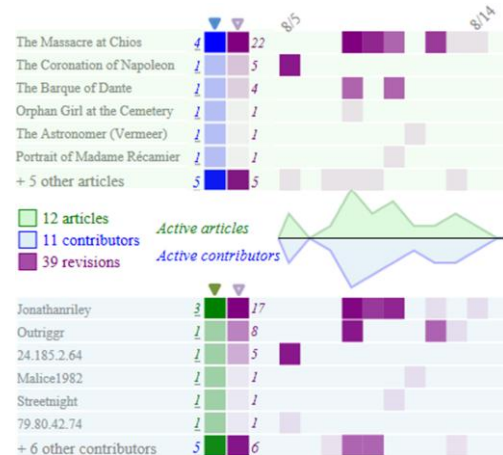 8/5 8/14
The Massacre at Chios 4 22
The Coronation of Napoleon 1 5
The Barque of Dante 1 4
Orphan Girl at the Cemetery 1 1
The Astronomer (Vermeer) 1 1
Portrait of Madame Récamier 1 1
+ 5 other articles 5 5
12 articles
11 contributors
39 revisions
Active articles
Active contributors
Jonathanriley 3 17
Outriggr 1 8
24.185.2.64 1 5
Malice1982 1 1
Streetnight 1 1
79.80.42.74 1 1
+ 6 other contributors 5 6